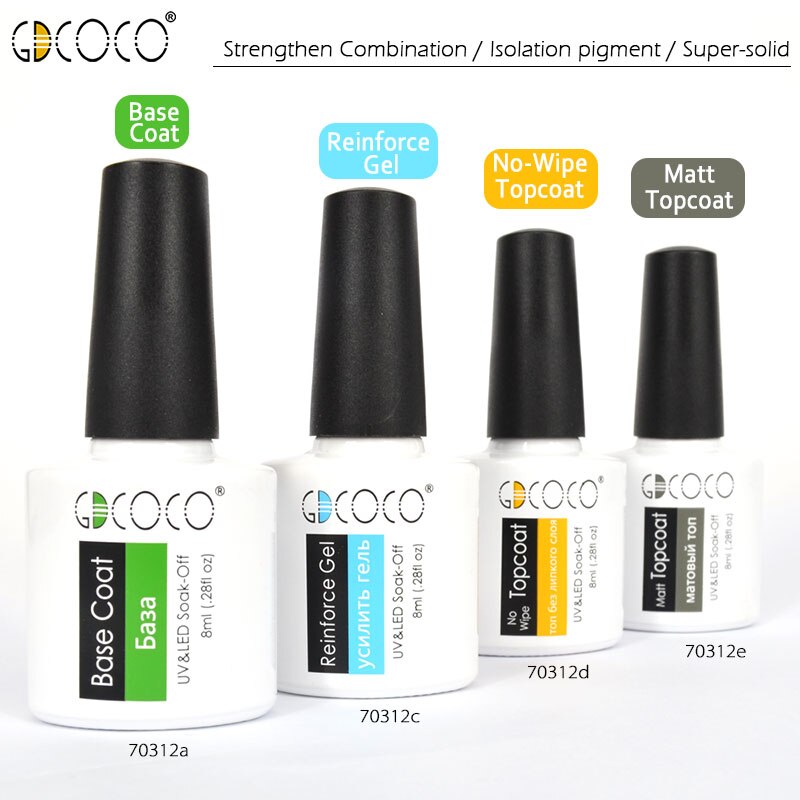 GDCOCO®
Strengthen Combination / Isolation pigment / Super-solid
Base
Coat
Reinforce
Gel
No-Wipe
Topcoat
Matt
Topcoat
GDCOCO®
Base Coat
База
UV&LED Soak-Off
8ml (.28fl oz)
70312a
GDCOCO®
Reinforce Gel
усилить гель
UV&LED Soak-Off
8ml (.28fl oz)
70312c
GDCOCO®
No
Wipe
Topcoat
топ без липкого слоя
UV&LED Soak-Off
8ml (.28fl oz)
70312d
GDCOCO®
Matt Topcoat
матовый топ
UV&LED Soak-Off
8ml (.28fl oz)
70312e